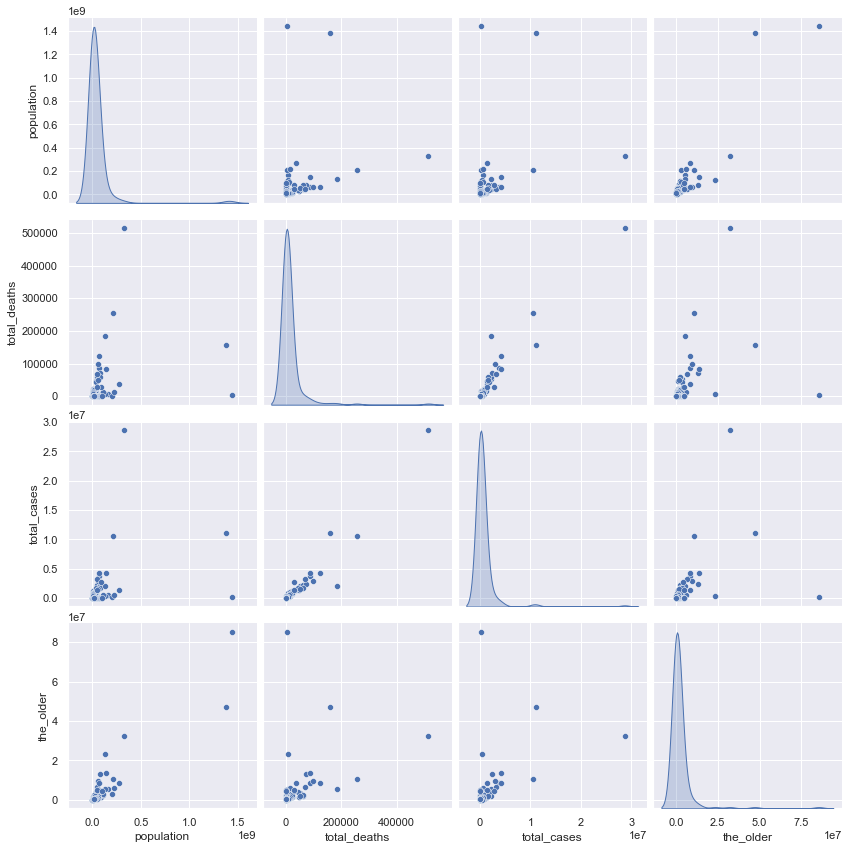 1e9
1.4
1.2
1.0
0.8
0.6
0.4
0.2
0.0
population
500000
400000
300000
200000
100000
0
total_deaths
1e7
3.0
2.5
2.0
1.5
1.0
0.5
0.0
total_cases
1e7
8
6
4
2
0
the_older
0.0 0.5 1.0 1.5
1e9
population
0 200000 400000
total_deaths
0 1 2 3
1e7
total_cases
0.0 2.5 5.0 7.5
1e7
the_older